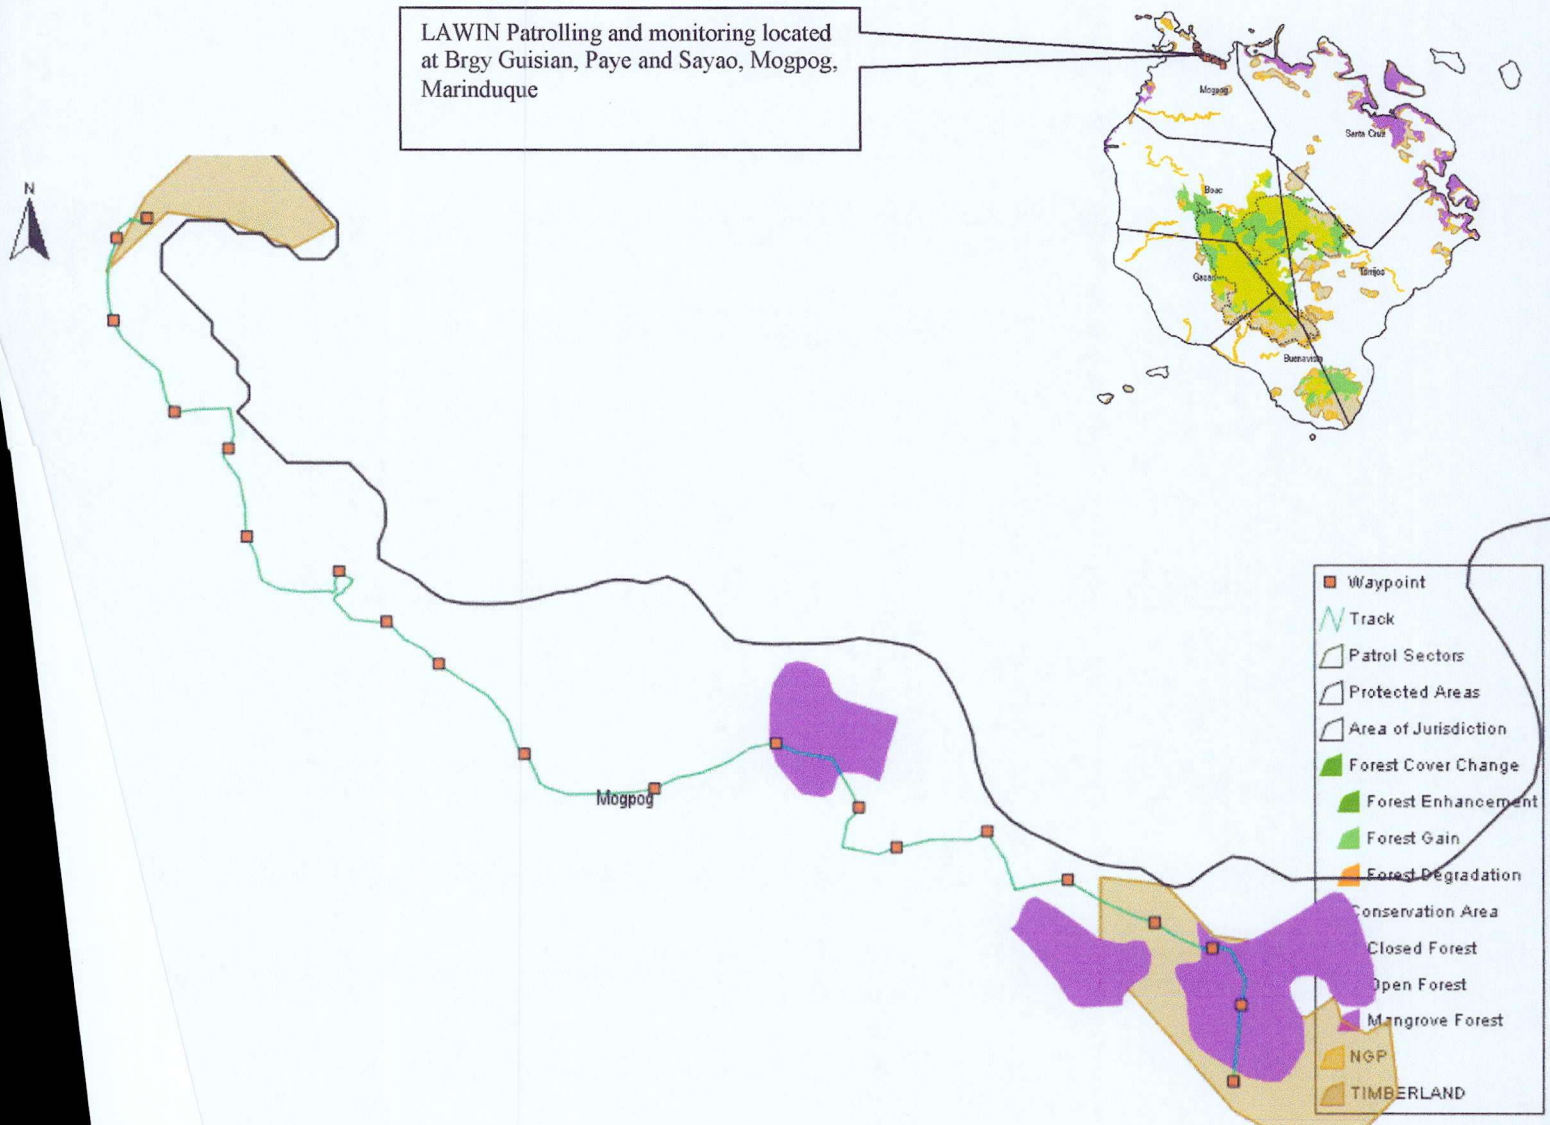 LAWIN Patrolling and monitoring located
at Brgy Guisian, Paye and Sayao, Mogpog,
Marinduque
Mogpog
Santa Cruz
Boac
Gasan
Torrijos
Buenavista
N
Mogpog
Waypoint
Track
Patrol Sectors
Protected Areas
Area of Jurisdiction
Forest Cover Change
Forest Enhancement
Forest Gain
Forest Degradation
Conservation Area
Closed Forest
Open Forest
Mangrove Forest
NGP
TIMBERLAND